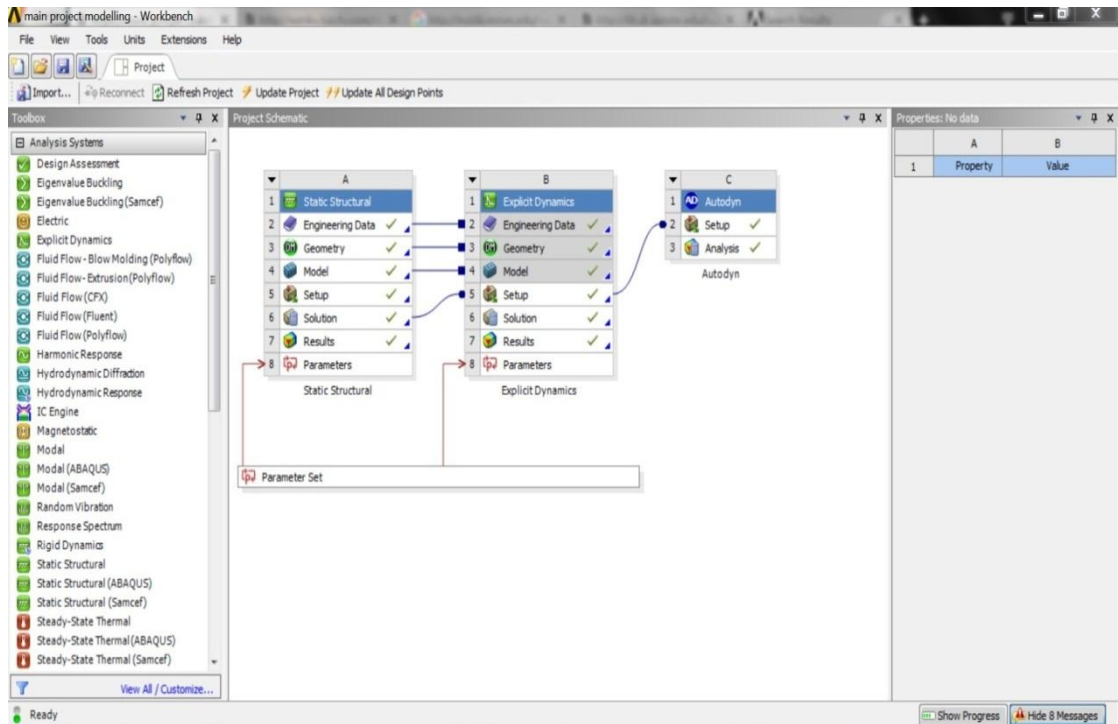 main project modelling - Workbench
File View Tools Units Extensions Help
Project
Import... Reconnect Refresh Project Update Project Update All Design Points
Toolbox
Analysis Systems
Design Assessment
Eigenvalue Buckling
Eigenvalue Buckling (Samcef)
Electric
Explicit Dynamics
Fluid Flow - Blow Molding (Polyflow)
Fluid Flow - Extrusion (Polyflow)
Fluid Flow (CFX)
Fluid Flow (Fluent)
Fluid Flow (Polyflow)
Harmonic Response
Hydrodynamic Diffraction
Hydrodynamic Response
IC Engine
Magnetostatic
Modal
Modal (ABAQUS)
Modal (Samcef)
Random Vibration
Response Spectrum
Rigid Dynamics
Static Structural
Static Structural (ABAQUS)
Static Structural (Samcef)
Steady-State Thermal
Steady-State Thermal (ABAQUS)
Steady-State Thermal (Samcef)
View All / Customize...
Project Schematic
A
1 Static Structural
2 Engineering Data
3 Geometry
4 Model
5 Setup
6 Solution
7 Results
8 Parameters
Static Structural
B
1 Explicit Dynamics
2 Engineering Data
3 Geometry
4 Model
5 Setup
6 Solution
7 Results
8 Parameters
Explicit Dynamics
C
1 AD Autodyn
2 Setup
3 Analysis
Autodyn
Parameter Set
Properties: No data
A B
1 Property Value
Ready
Show Progress Hide 8 Messages